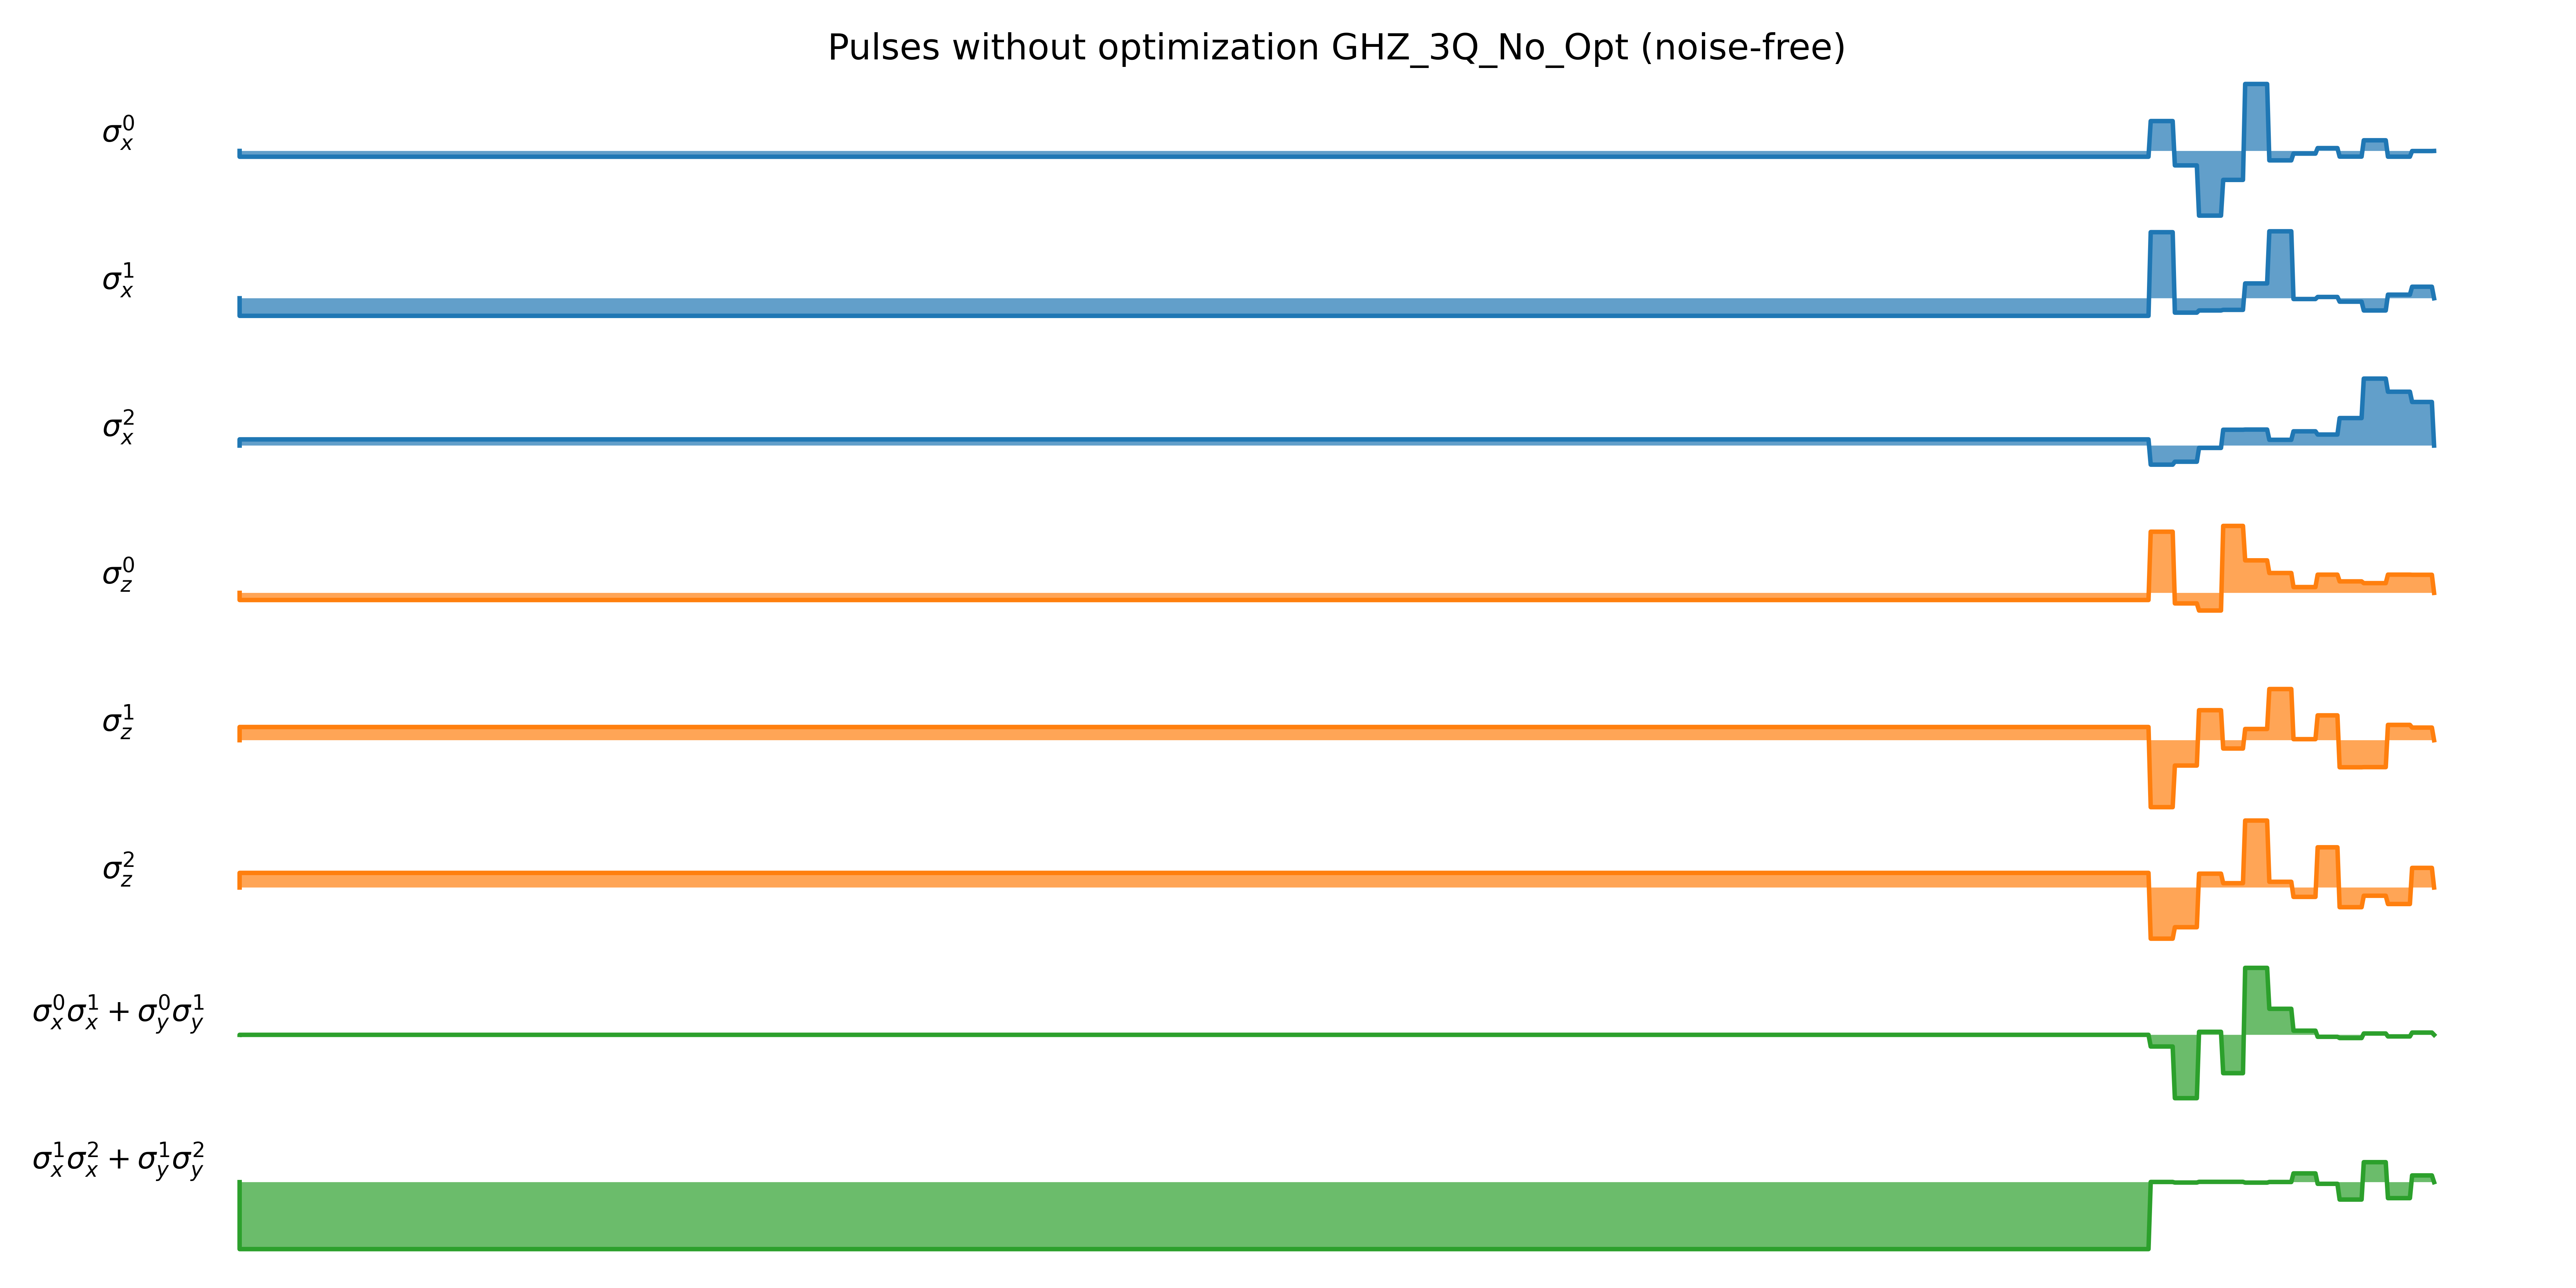 Pulses without optimization GHZ_3Q_No_Opt (noise-free)
σ_x^0
σ_x^1
σ_x^2
σ_z^0
σ_z^1
σ_z^2
σ_x^0σ_x^1 + σ_y^0σ_y^1
σ_x^1σ_x^2 + σ_y^1σ_y^2